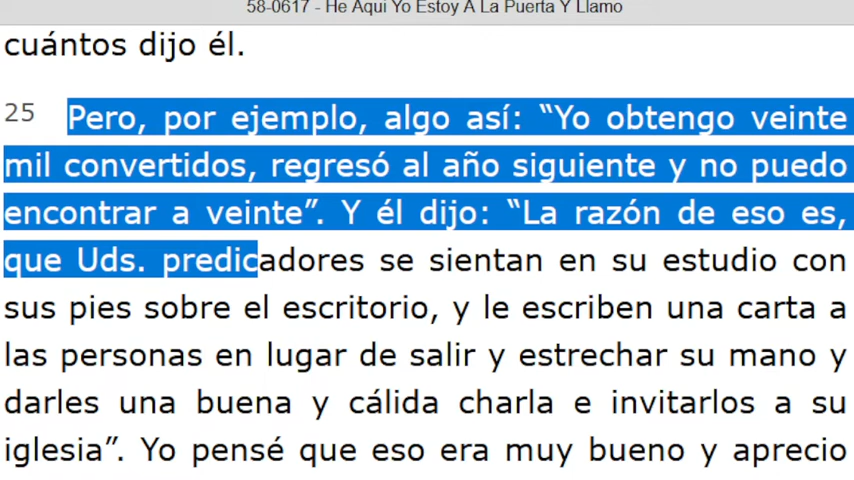 58-0617 - He Aqui Yo Estoy A La Puerta Y Llamo
cuántos dijo él.
25 Pero, por ejemplo, algo así: “Yo obtengo veinte
mil convertidos, regresó al año siguiente y no puedo
encontrar a veinte”. Y él dijo: “La razón de eso es,
que Uds. predicadores se sientan en su estudio con
sus pies sobre el escritorio, y le escriben una carta a
las personas en lugar de salir y estrechar su mano y
darles una buena y cálida charla e invitarlos a su
iglesia”. Yo pensé que eso era muy bueno y aprecio